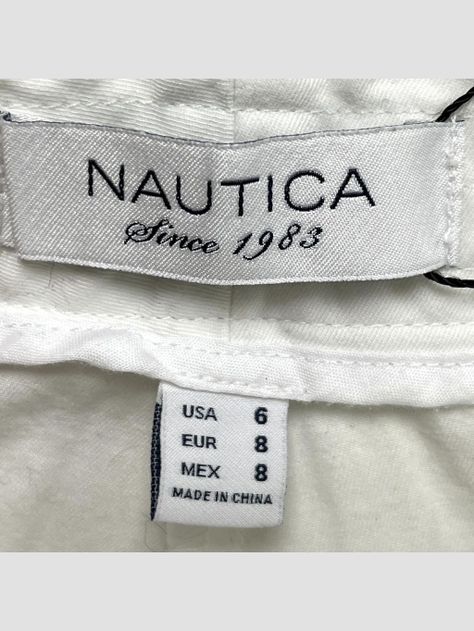 NAUTICA
Since 1983
USA 6
EUR 8
MEX 8
MADE IN CHINA